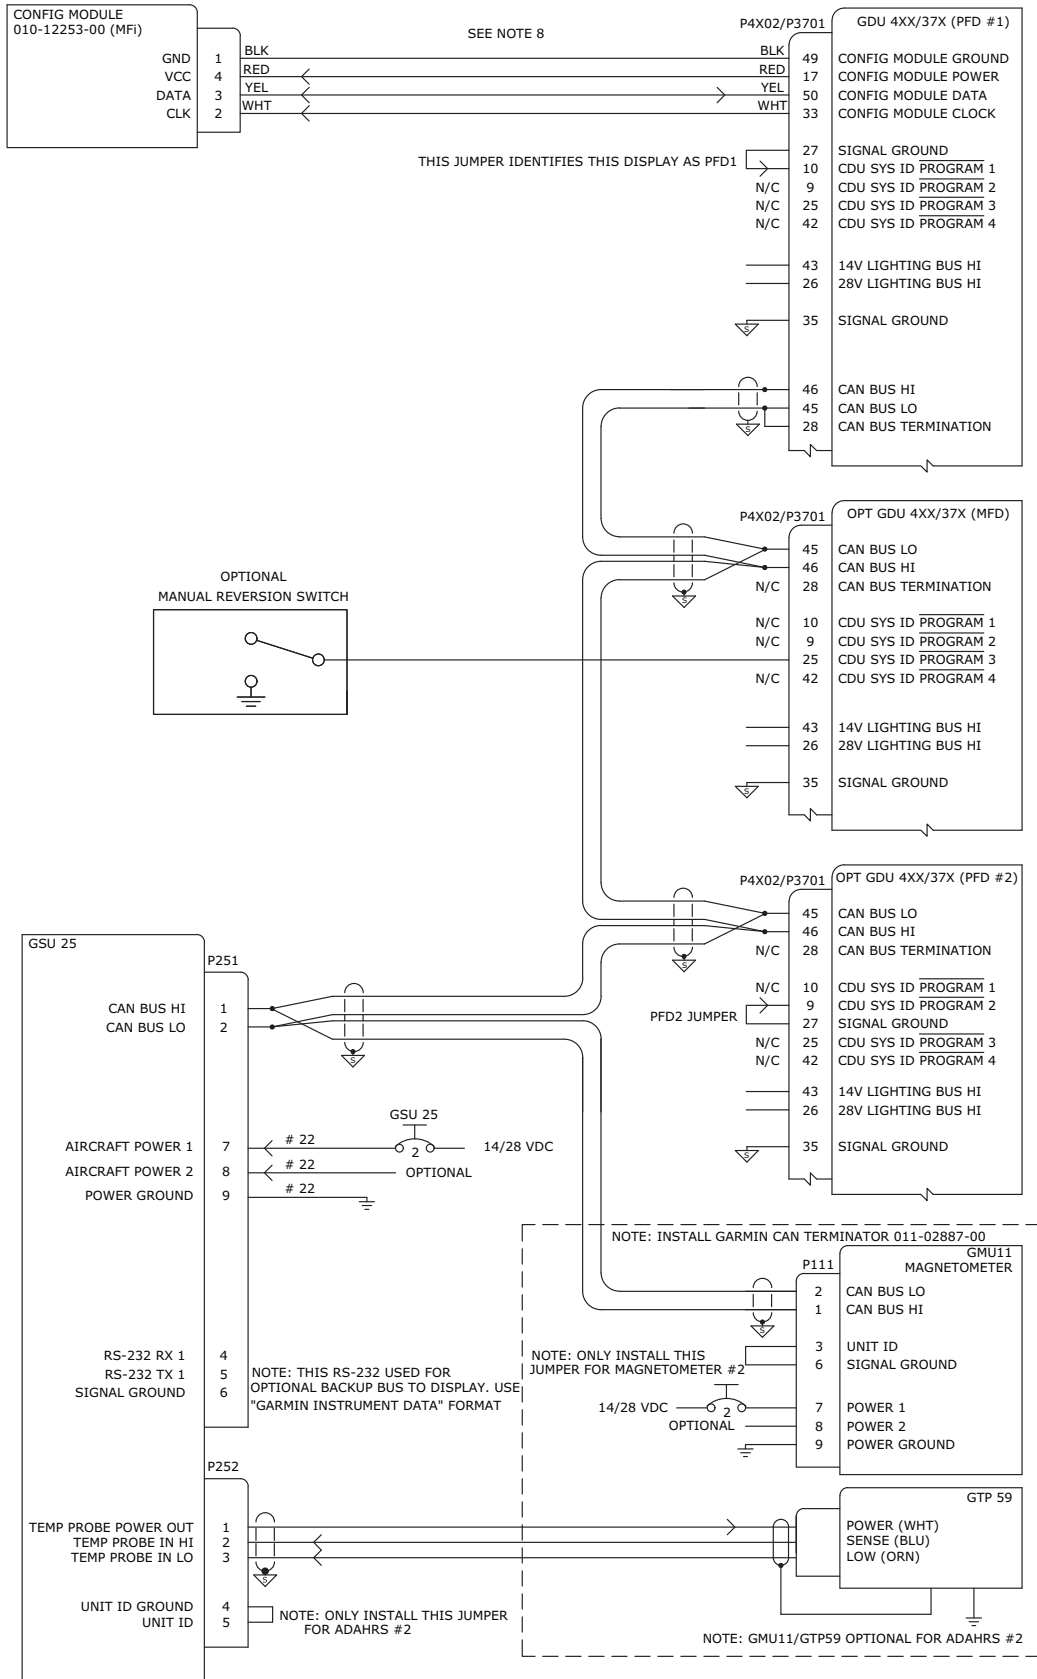 CONFIG MODULE
010-12253-00 (MFi)
GND 1 BLK
VCC 4 RED
DATA 3 YEL
CLK 2 WHT
SEE NOTE 8
P4X02/P3701
GDU 4XX/37X (PFD #1)
BLK 49 CONFIG MODULE GROUND
RED 17 CONFIG MODULE POWER
YEL 50 CONFIG MODULE DATA
WHT 33 CONFIG MODULE CLOCK
THIS JUMPER IDENTIFIES THIS DISPLAY AS PFD1
27 SIGNAL GROUND
10 CDU SYS ID PROGRAM 1
N/C 9 CDU SYS ID PROGRAM 2
N/C 25 CDU SYS ID PROGRAM 3
N/C 42 CDU SYS ID PROGRAM 4
43 14V LIGHTING BUS HI
26 28V LIGHTING BUS HI
S 35 SIGNAL GROUND
46 CAN BUS HI
45 CAN BUS LO
S 28 CAN BUS TERMINATION
P4X02/P3701
OPT GDU 4XX/37X (MFD)
45 CAN BUS LO
46 CAN BUS HI
N/C 28 CAN BUS TERMINATION
S
N/C 10 CDU SYS ID PROGRAM 1
N/C 9 CDU SYS ID PROGRAM 2
25 CDU SYS ID PROGRAM 3
N/C 42 CDU SYS ID PROGRAM 4
43 14V LIGHTING BUS HI
26 28V LIGHTING BUS HI
S 35 SIGNAL GROUND
OPTIONAL
MANUAL REVERSION SWITCH
P4X02/P3701
OPT GDU 4XX/37X (PFD #2)
45 CAN BUS LO
46 CAN BUS HI
N/C 28 CAN BUS TERMINATION
S
N/C 10 CDU SYS ID PROGRAM 1
9 CDU SYS ID PROGRAM 2
PFD2 JUMPER
27 SIGNAL GROUND
N/C 25 CDU SYS ID PROGRAM 3
N/C 42 CDU SYS ID PROGRAM 4
43 14V LIGHTING BUS HI
26 28V LIGHTING BUS HI
S 35 SIGNAL GROUND
GSU 25
P251
CAN BUS HI 1
CAN BUS LO 2
S
GSU 25
AIRCRAFT POWER 1 7 # 22 2 14/28 VDC
AIRCRAFT POWER 2 8 # 22 OPTIONAL
POWER GROUND 9 # 22
RS-232 RX 1 4
RS-232 TX 1 5
SIGNAL GROUND 6
NOTE: THIS RS-232 USED FOR
OPTIONAL BACKUP BUS TO DISPLAY. USE
"GARMIN INSTRUMENT DATA" FORMAT
NOTE: INSTALL GARMIN CAN TERMINATOR 011-02887-00
P111
GMU11
MAGNETOMETER
2 CAN BUS LO
1 CAN BUS HI
S
3 UNIT ID
6 SIGNAL GROUND
NOTE: ONLY INSTALL THIS
JUMPER FOR MAGNETOMETER #2
14/28 VDC 2 7 POWER 1
OPTIONAL 8 POWER 2
9 POWER GROUND
P252
TEMP PROBE POWER OUT 1
TEMP PROBE IN HI 2
TEMP PROBE IN LO 3
S
GTP 59
POWER (WHT)
SENSE (BLU)
LOW (ORN)
UNIT ID GROUND 4
UNIT ID 5
NOTE: ONLY INSTALL THIS JUMPER
FOR ADAHRS #2
NOTE: GMU11/GTP59 OPTIONAL FOR ADAHRS #2